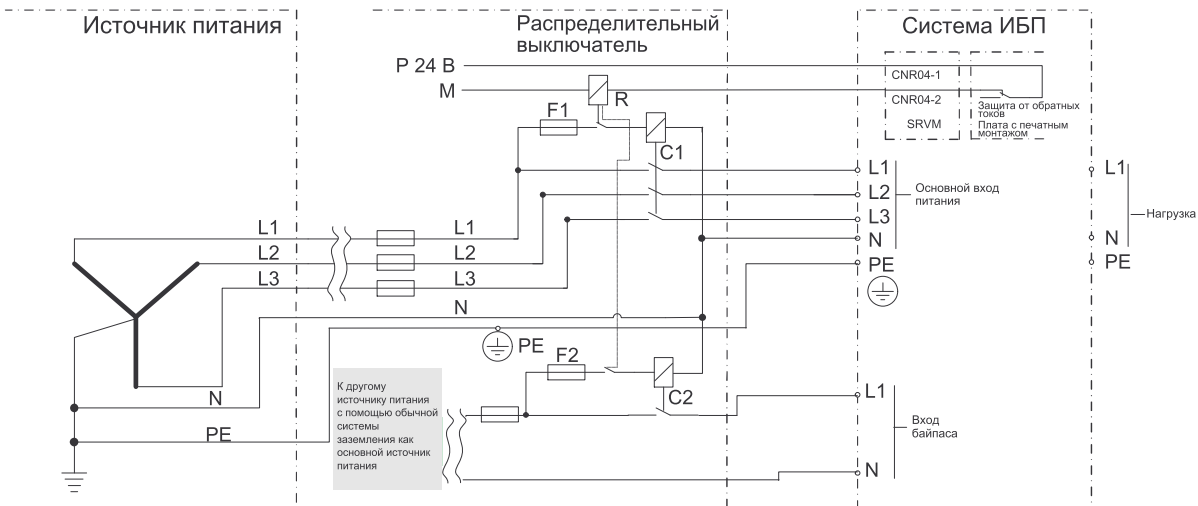 Источник питания
Распределительный
выключатель
Система ИБП
P 24 В
M
R
F1
C1
CNR04-1
CNR04-2
SRVM
Защита от обратных
токов
Плата с печатным
монтажом
L1
L2
L3
N
PE
Основной вход
питания
L1
N
PE
Нагрузка
L1
L2
L3
L1
L2
L3
N
PE
N
PE
F2
C2
К другому
источнику питания
с помощью обычной
системы
заземления как
основной источник
питания
L1
N
Вход
байпаса